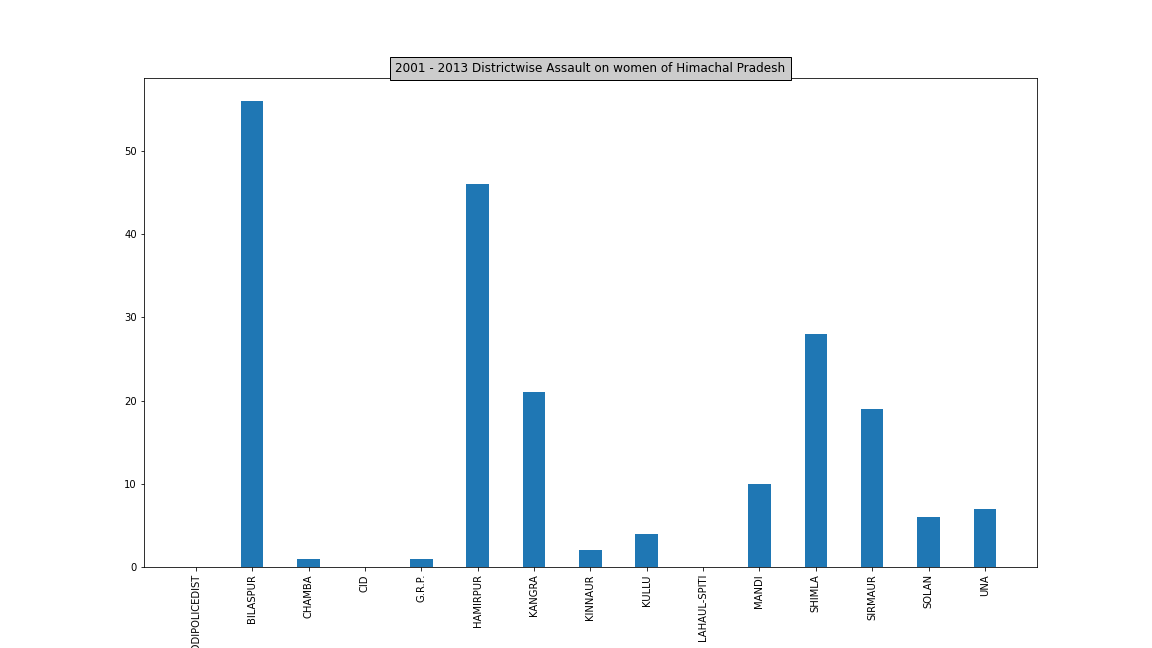 2001 - 2013 Districtwise Assault on women of Himachal Pradesh
50
40
30
20
10
0
BILASPUR
CHAMBA
CID
G.R.P.
HAMIRPUR
KANGRA
KINNAUR
KULLU
LAHAUL-SPITI
MANDI
SHIMLA
SIRMAUR
SOLAN
UNA